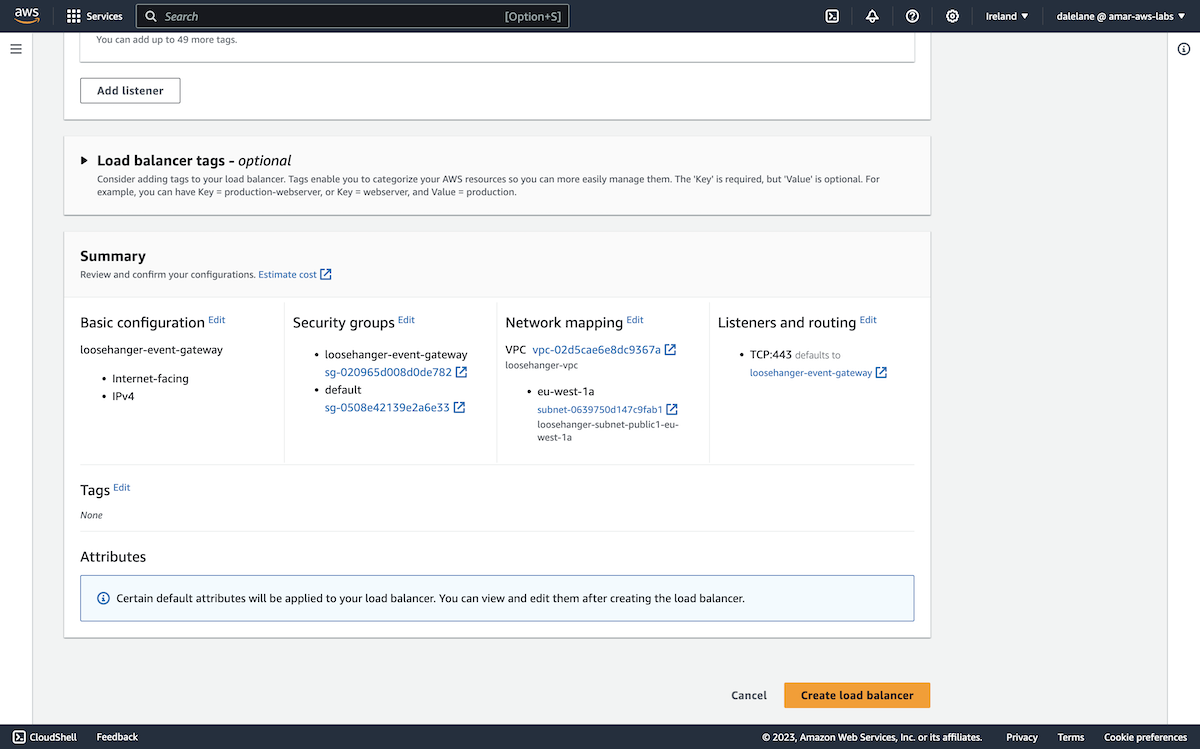 aws
Services
Search
[Option+S]
Ireland ▼
dalelane @ amar-aws-labs ▼
You can add up to 49 more tags.
Add listener
Load balancer tags - optional
Consider adding tags to your load balancer. Tags enable you to categorize your AWS resources so you can more easily manage them. The 'Key' is required, but 'Value' is optional. For
example, you can have Key = production-webserver, or Key = webserver, and Value = production.
Summary
Review and confirm your configurations. Estimate cost
Basic configuration Edit
loosehanger-event-gateway
• Internet-facing
• IPv4
Security groups Edit
• loosehanger-event-gateway
sg-020965d008d0de782
• default
sg-0508e42139e2a6e33
Network mapping Edit
VPC vpc-02d5cae6e8dc9367a
loosehanger-vpc
• eu-west-1a
subnet-0639750d147c9fab1
loosehanger-subnet-public1-eu-
west-1a
Listeners and routing Edit
• TCP:443 defaults to
loosehanger-event-gateway
Tags Edit
None
Attributes
Certain default attributes will be applied to your load balancer. You can view and edit them after creating the load balancer.
Cancel
Create load balancer
CloudShell
Feedback
© 2023, Amazon Web Services, Inc. or its affiliates.
Privacy
Terms
Cookie preferences